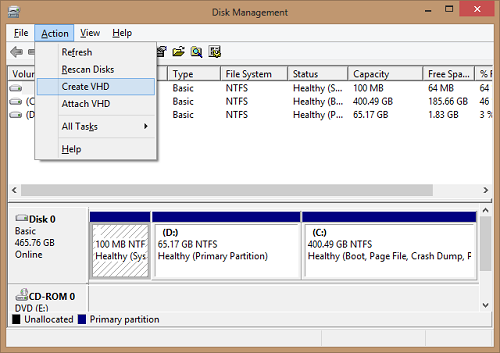 Disk Management
File Action View Help
Refresh
Rescan Disks
Create VHD
Attach VHD
All Tasks
Help
Volu Type File System Status Capacity Free Spa... % F
Basic NTFS Healthy (S... 100 MB 64 MB 64
(C Basic NTFS Healthy (B... 400.49 GB 185.66 GB 46
(D Basic NTFS Healthy (P... 65.17 GB 1.83 GB 3 %
Disk 0
Basic
465.76 GB
Online
100 MB NTF
Healthy (Sys
(D:)
65.17 GB NTFS
Healthy (Primary Partition)
(C:)
400.49 GB NTFS
Healthy (Boot, Page File, Crash Dump, P
CD-ROM 0
DVD (E:)
Unallocated Primary partition